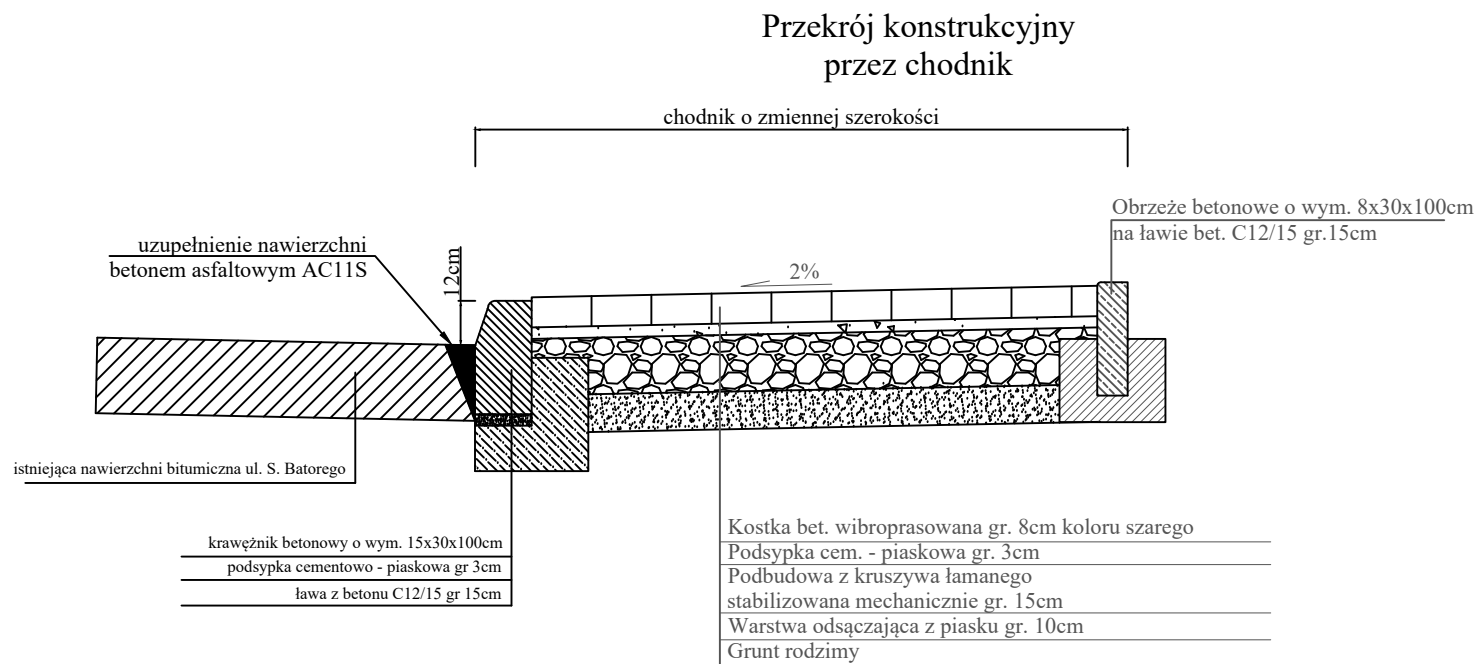 Przekrój konstrukcyjny
przez chodnik
chodnik o zmiennej szerokości
Obrzeże betonowe o wym. 8x30x100cm
na ławie bet. C12/15 gr.15cm
uzupełnienie nawierzchni
betonem asfaltowym AC11S
12cm
2%
istniejąca nawierzchni bitumiczna ul. S. Batorego
krawężnik betonowy o wym. 15x30x100cm
podsypka cementowo - piaskowa gr 3cm
ława z betonu C12/15 gr 15cm
Kostka bet. wibroprasowana gr. 8cm koloru szarego
Podsypka cem. - piaskowa gr. 3cm
Podbudowa z kruszywa łamanego
stabilizowana mechanicznie gr. 15cm
Warstwa odsączająca z piasku gr. 10cm
Grunt rodzimy